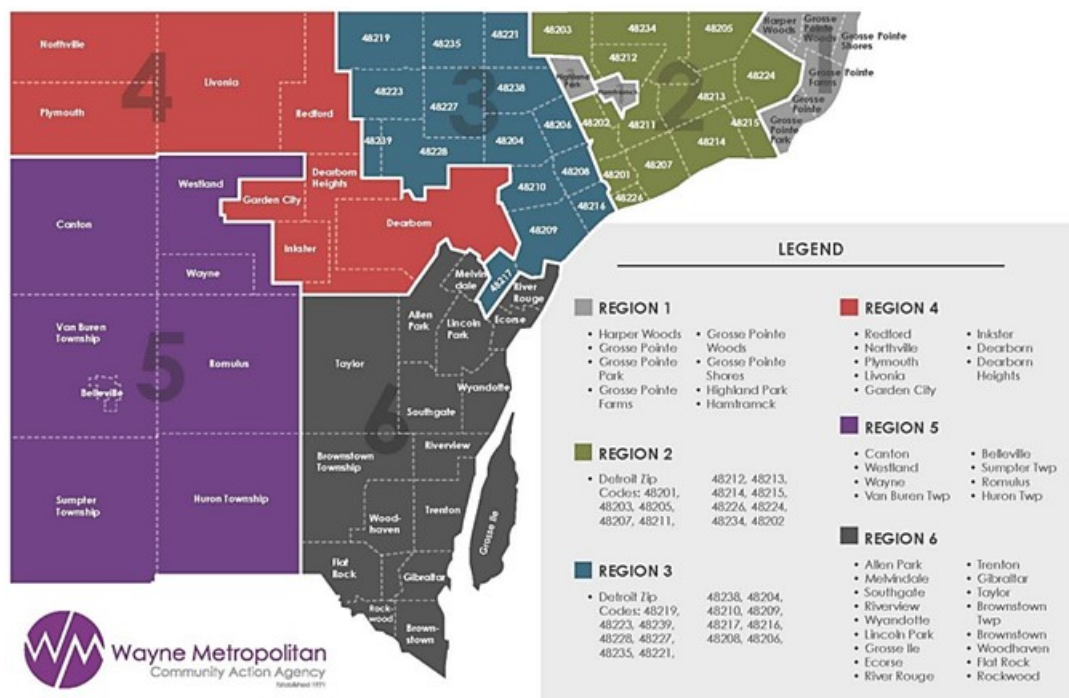 Northville
4
Livonia
Plymouth
Redford
48219
48235
48221
48223
48238
3
48227
48239
48228
48204
48206
48208
48210
48216
48209
48217
48203
48234
48205
48212
48224
2
48213
48202
48211
48215
48214
48207
48201
48226
Highland
Park
Hamtramck
Harper
Woods
Grosse
Pointe
Woods
Grosse Pointe
Shores
1
Grosse Pointe
Farms
Grosse
Pointe
Grosse
Pointe
Park
Westland
Garden City
Dearborn
Heights
Dearborn
Inkster
Canton
Wayne
Van Buren
Township
5
Romulus
Belleville
Sumpter
Township
Huron Township
Melvin
dale
River
Rouge
Allen
Park
Lincoln
Park
Ecorse
Taylor
Wyandotte
6
Southgate
Riverview
Brownstown
Township
Trenton
Wood-
haven
Grosse Ile
Flat
Rock
Gibraltar
Rock-
wood
Brown-
stown
LEGEND
REGION 1
• Harper Woods
• Grosse Pointe
• Grosse Pointe
Park
• Grosse Pointe
Farms
• Grosse Pointe
Woods
• Grosse Pointe
Shores
• Highland Park
• Hamtramck
REGION 2
• Detroit Zip
Codes: 48201,
48203, 48205,
48207, 48211,
48212, 48213,
48214, 48215,
48226, 48224,
48234, 48202
REGION 3
• Detroit Zip
Codes: 48219,
48223, 48239,
48228, 48227,
48235, 48221,
48238, 48204,
48210, 48209,
48217, 48216,
48208, 48206,
REGION 4
• Redford
• Northville
• Plymouth
• Livonia
• Garden City
• Inkster
• Dearborn
• Dearborn
Heights
REGION 5
• Canton
• Westland
• Wayne
• Van Buren Twp
• Belleville
• Sumpter Twp
• Romulus
• Huron Twp
REGION 6
• Allen Park
• Melvindale
• Southgate
• Riverview
• Wyandotte
• Lincoln Park
• Grosse Ile
• Ecorse
• River Rouge
• Trenton
• Gibraltar
• Taylor
• Brownstown
Twp
• Brownstown
• Woodhaven
• Flat Rock
• Rockwood
WM
Wayne Metropolitan
Community Action Agency
Established 1971